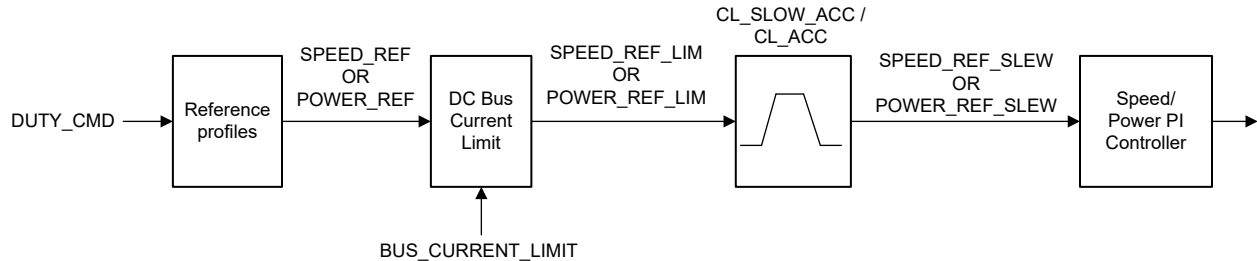 CL_SLOW_ACC /
CL_ACC
SPEED_REF
OR
POWER_REF
SPEED_REF_LIM
OR
POWER_REF_LIM
SPEED_REF_SLEW
OR
POWER_REF_SLEW
DUTY_CMD
Reference
profiles
DC Bus
Current
Limit
Speed/
Power PI
Controller
BUS_CURRENT_LIMIT